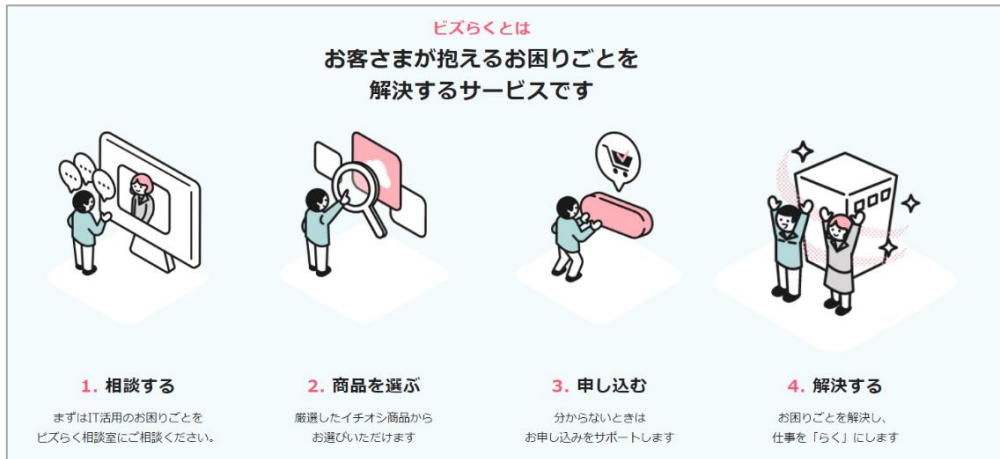 ビズらくとは
お客さまが抱えるお困りごとを
解決するサービスです
1. 相談する
まずはIT活用のお困りごとを
ビズらく相談室にご相談ください。
2. 商品を選ぶ
厳選したイチオシ商品から
お選びいただけます
3. 申し込む
分からないときは
お申し込みをサポートします
4. 解決する
お困りごとを解決し、
仕事を「らく」にします